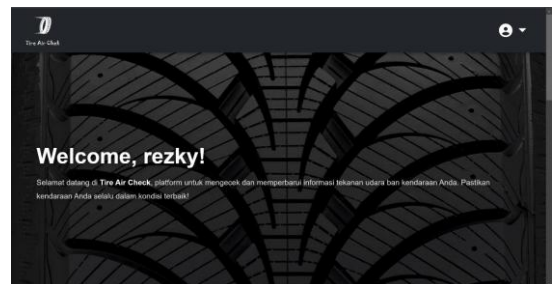 Tire Air Check
Welcome, rezky!
Selamat datang di Tire Air Check, platform untuk mengecek dan memperbarui informasi tekanan udara ban kendaraan Anda. Pastikan
kendaraan Anda selalu dalam kondisi terbaik!